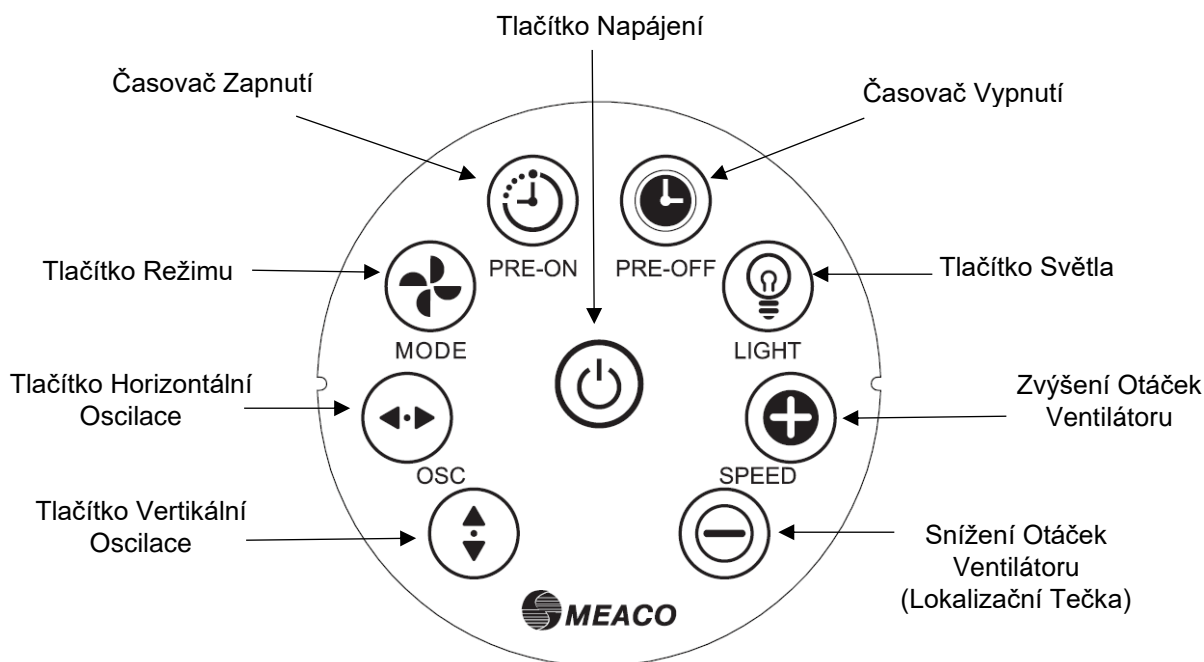 Tlačítko Napájení
Časovač Zapnutí
Časovač Vypnutí
PRE-ON
PRE-OFF
Tlačítko Režimu
Tlačítko Světla
MODE
LIGHT
Tlačítko Horizontální
Oscilace
Zvýšení Otáček
Ventilátoru
OSC
SPEED
Tlačítko Vertikální
Oscilace
Snížení Otáček
Ventilátoru
(Lokalizační Tečka)
MEACO